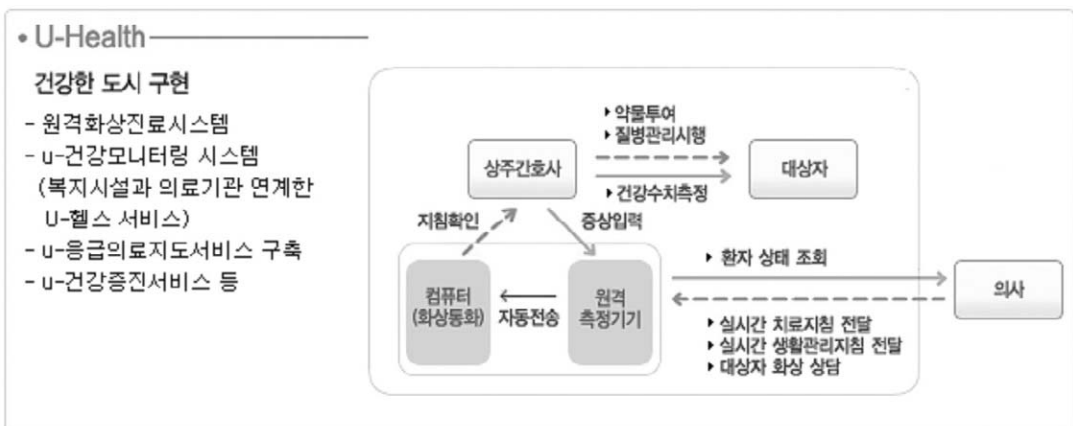 • U-Health
건강한 도시 구현
- 원격화상진료시스템
- u-건강모니터링 시스템
(복지시설과 의료기관 연계한
U-헬스 서비스)
- u-응급의료지도서비스 구축
- u-건강증진서비스 등
약물투여
질병관리시행
상주간호사
대상자
건강수치측정
지침확인
증상입력
환자 상태 조회
컴퓨터
(화상통화)
자동전송
원격
측정기기
의사
실시간 치료지침 전달
실시간 생활관리지침 전달
대상자 화상 상담